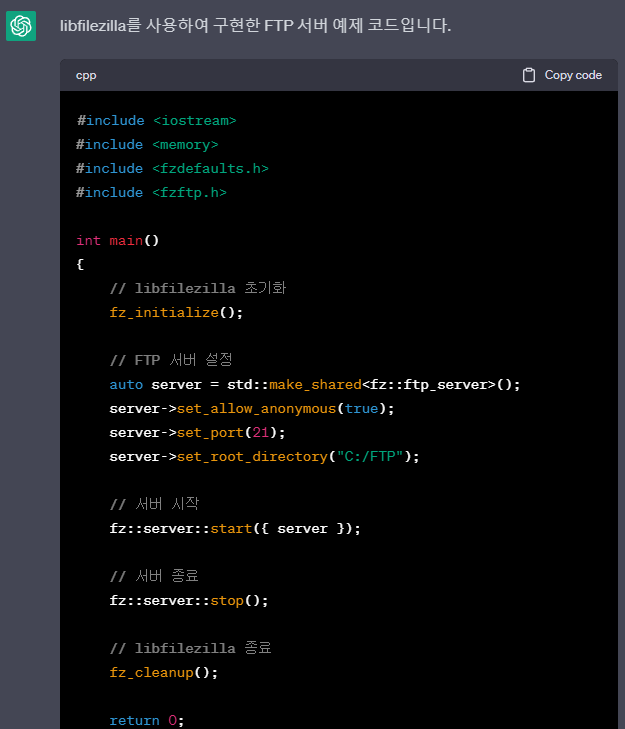 libfilezilla를 사용하여 구현한 FTP 서버 예제 코드입니다.
cpp
Copy code
#include <iostream>
#include <memory>
#include <fzdefaults.h>
#include <fzftp.h>
int main()
{
// libfilezilla 초기화
fz_initialize();
// FTP 서버 설정
auto server = std::make_shared<fz::ftp_server>();
server->set_allow_anonymous(true);
server->set_port(21);
server->set_root_directory("C:/FTP");
// 서버 시작
fz::server::start({ server });
// 서버 종료
fz::server::stop();
// libfilezilla 종료
fz_cleanup();
return 0;